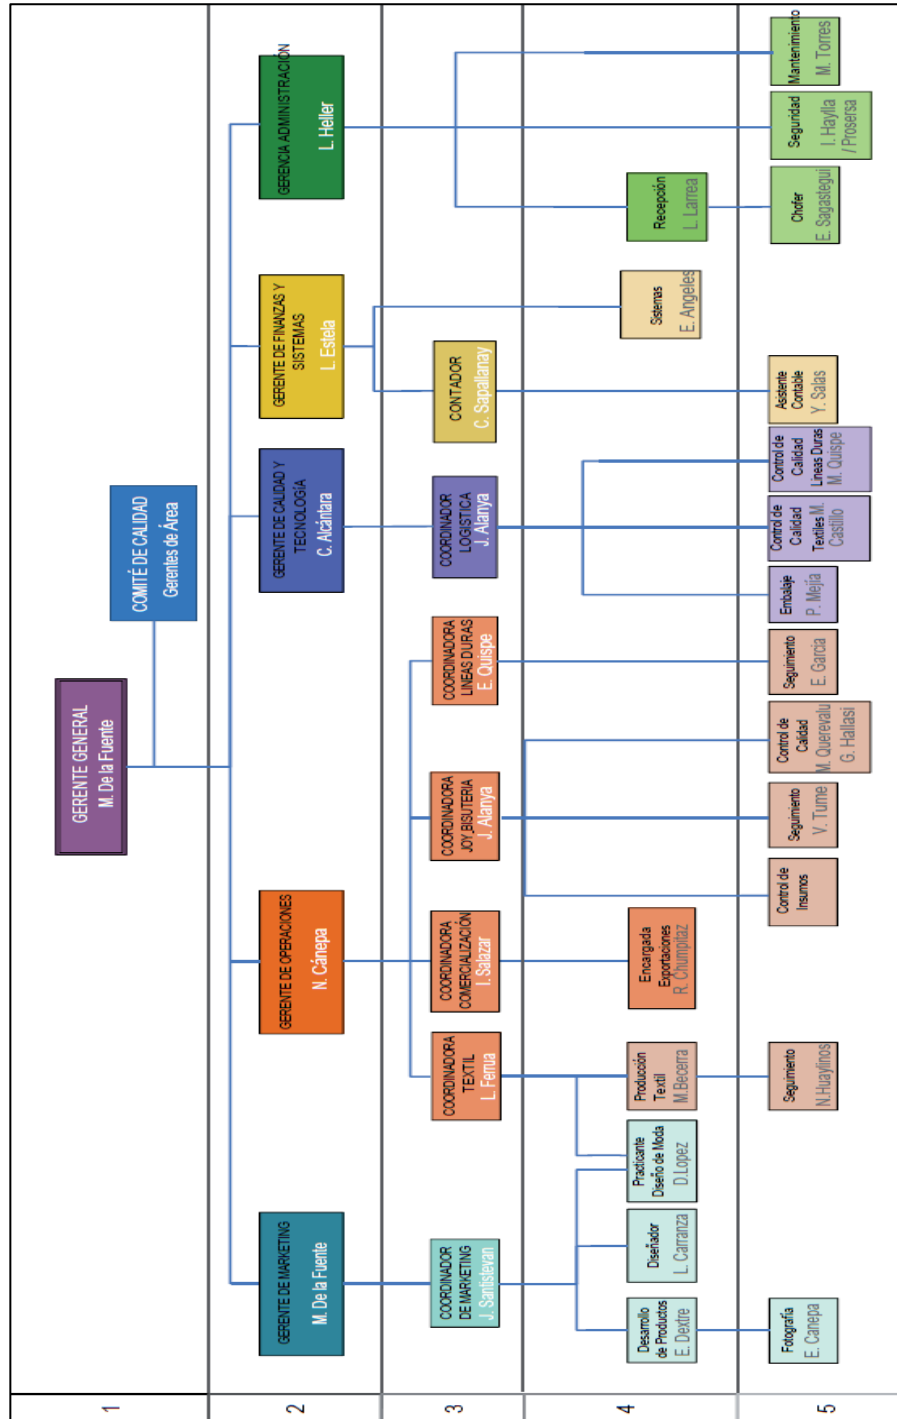 1
GERENTE GENERAL
M. De la Fuente
COMITÉ DE CALIDAD
Gerentes de Área
2
GERENTE DE MARKETING
M. De la Fuente
GERENTE DE OPERACIONES
N. Cánepa
GERENTE DE CALIDAD Y
TECNOLOGÍA
C. Alcántara
GERENTE DE FINANZAS Y
SISTEMAS
L. Estela
GERENCIA ADMINISTRACIÓN
L. Heller
3
COORDINADOR
DE MARKETING
J. Santistevan
COORDINADORA
TEXTIL
L. Ferrua
COORDINADORA
COMERCIALIZACIÓN
I. Salazar
COORDINADORA
JOY,BISUTERIA
J. Alanya
COORDINADORA
LINEAS DURAS
E. Quispe
COORDINADOR
LOGISTICA
J. Alanya
CONTADOR
C. Sapallanay
4
Desarrollo
de Productos
E. Dextre
Diseñador
L. Carranza
Practicante
Diseño de Moda
D.Lopez
Producción
Textil
M.Becerra
Encargada
Exportaciones
R. Chumpitaz
Sistemas
E. Angeles
Recepción
L. Larrea
5
Fotografía
E. Canepa
Seguimiento
N.Huaylinos
Control de
Insumos
Seguimiento
V. Tume
Control de
Calidad
M. Querevalu
G. Hallasi
Seguimiento
E. Garcia
Embalaje
P. Mejía
Control de
Calidad
Textiles M.
Castillo
Control de
Calidad
Lineas Duras
M. Quispe
Asistente
Contable
Y. Salas
Chofer
E. Sagastegui
Seguridad
I. Haylla
/ Prosersa
Mantenimiento
M. Torres